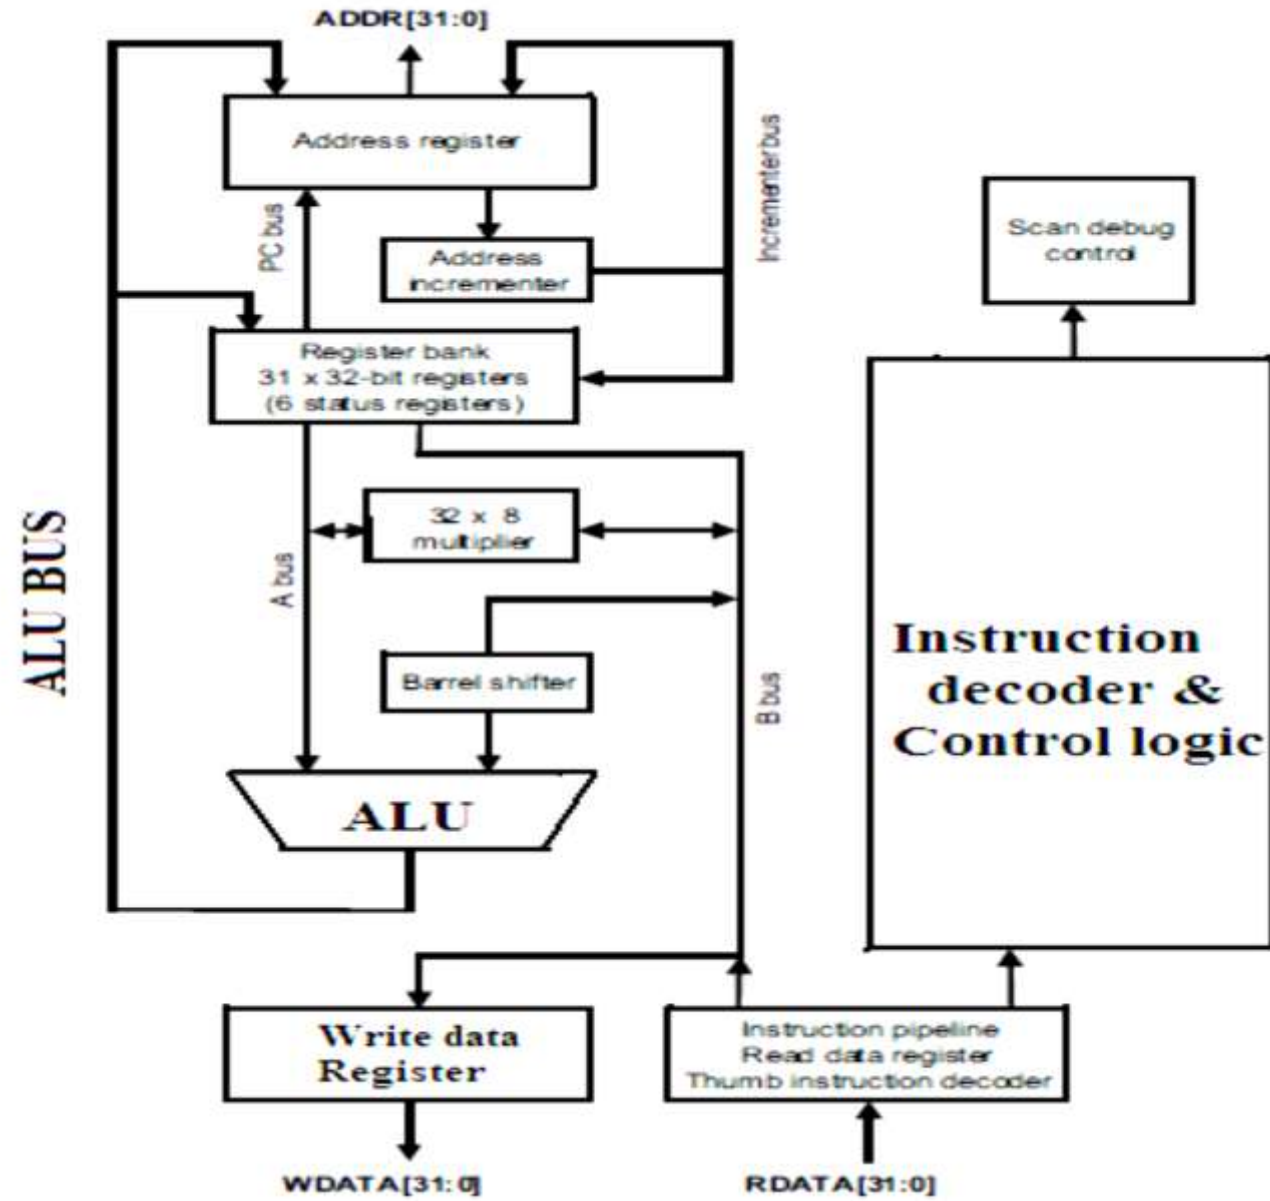 ADDR[31:0]
Address register
Incrementer bus
PC bus
Address
incrementer
Scan debug
control
Register bank
31 x 32-bit registers
(6 status registers)
32 x 8
multiplier
A bus
ALU BUS
Barrel shifter
B bus
Instruction
decoder &
Control logic
ALU
Write data
Register
Instruction pipeline
Read data register
Thumb instruction decoder
WDATA[31:0]
RDATA[31:0]